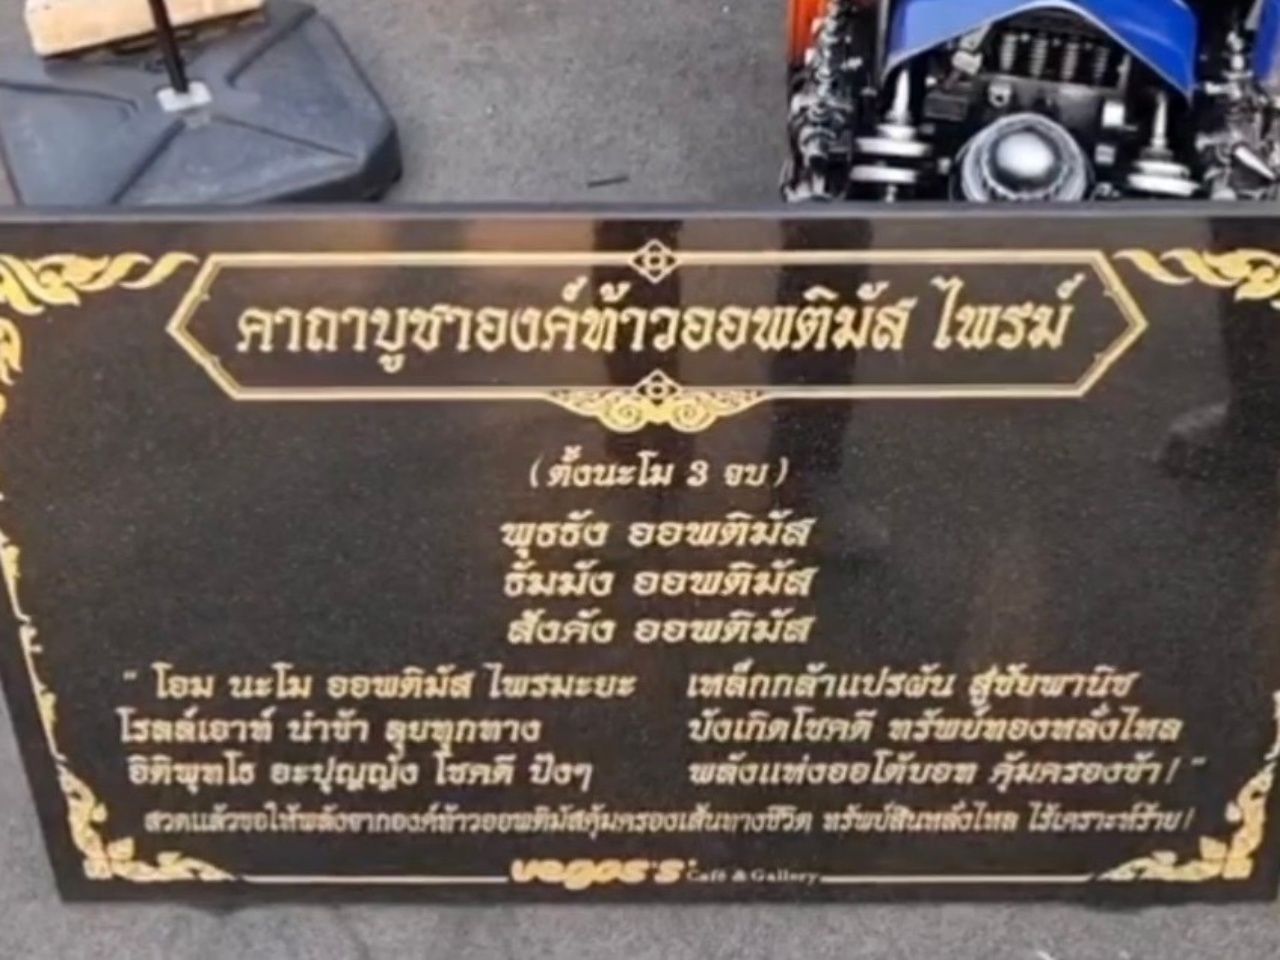 คาถาบูชาองค์ท้าวออพติมัส ไพรม์
(ตั้งนะโม 3 จบ)
พุธธัง ออพติมัส
ธัมมัง ออพติมัส
สังคัง ออพติมัส
" โอม นะโม ออพติมัส ไพรมะยะ เหล็กกล้าแปรผัน สู่ชัยพานิช
โรลล์เอาท์ นำข้า ลุยทุกทาง บังเกิดโชคดี ทรัพย์ทองหลั่งไหล
อิติพุทโธ อะปุญญัง โชคดี ปังๆ พลังแห่งออโต้บอท คุ้มครองข้า! "
สวดแล้วขอให้พลังจากองค์ท้าวออพติมัสคุ้มครองเส้นทางชีวิต ทรัพย์สินหลั่งไหล ไร้เคราะห์ร้าย!
vegas's' Café & Gallery